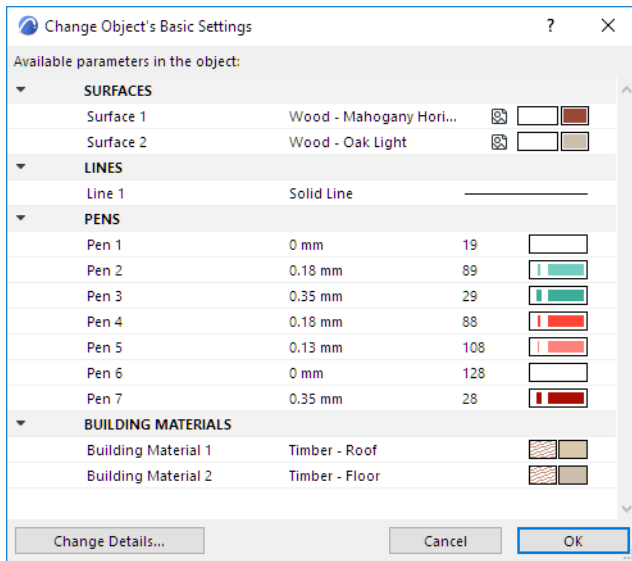 Change Object's Basic Settings
Available parameters in the object:
SURFACES
Surface 1 Wood - Mahogany Hori...
Surface 2 Wood - Oak Light
LINES
Line 1 Solid Line
PENS
Pen 1 0 mm 19
Pen 2 0.18 mm 89
Pen 3 0.35 mm 29
Pen 4 0.18 mm 88
Pen 5 0.13 mm 108
Pen 6 0 mm 128
Pen 7 0.35 mm 28
BUILDING MATERIALS
Building Material 1 Timber - Roof
Building Material 2 Timber - Floor
Change Details... Cancel OK